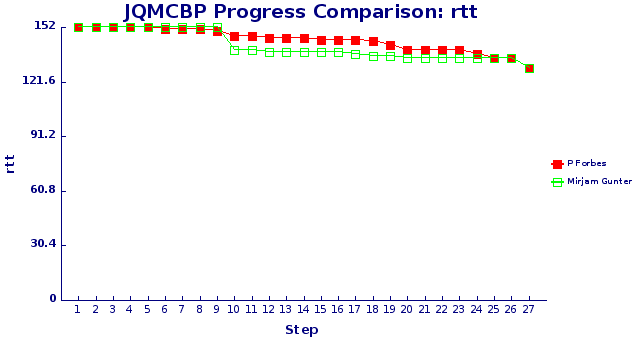 JQMCBP Progress Comparison: rtt
152
121.6
91.2
60.8
30.4
0
rtt
1 2 3 4 5 6 7 8 9 10 11 12 13 14 15 16 17 18 19 20 21 22 23 24 25 26 27
Step
P Forbes
Mirjam Gunter